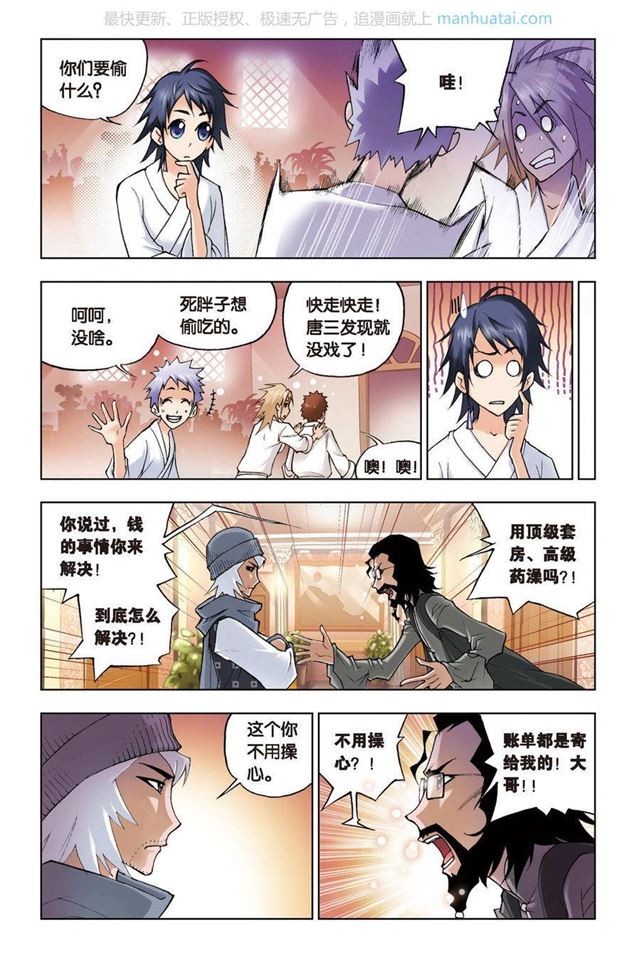 最快更新、正版授权、极速无广告，追漫画就上 manhuatai.com
你们要偷
什么？
哇！
呵呵，
没啥。
死胖子想
偷吃的。
快走快走！
唐三发现就
没戏了！
噢！噢！
!!
你说过，钱
的事情你来
解决！
到底怎么
解决?!
用顶级套
房、高级
药澡吗?!
这个你
不用操
心。
不用操
心？！
账单都是寄
给我的！大
哥！！